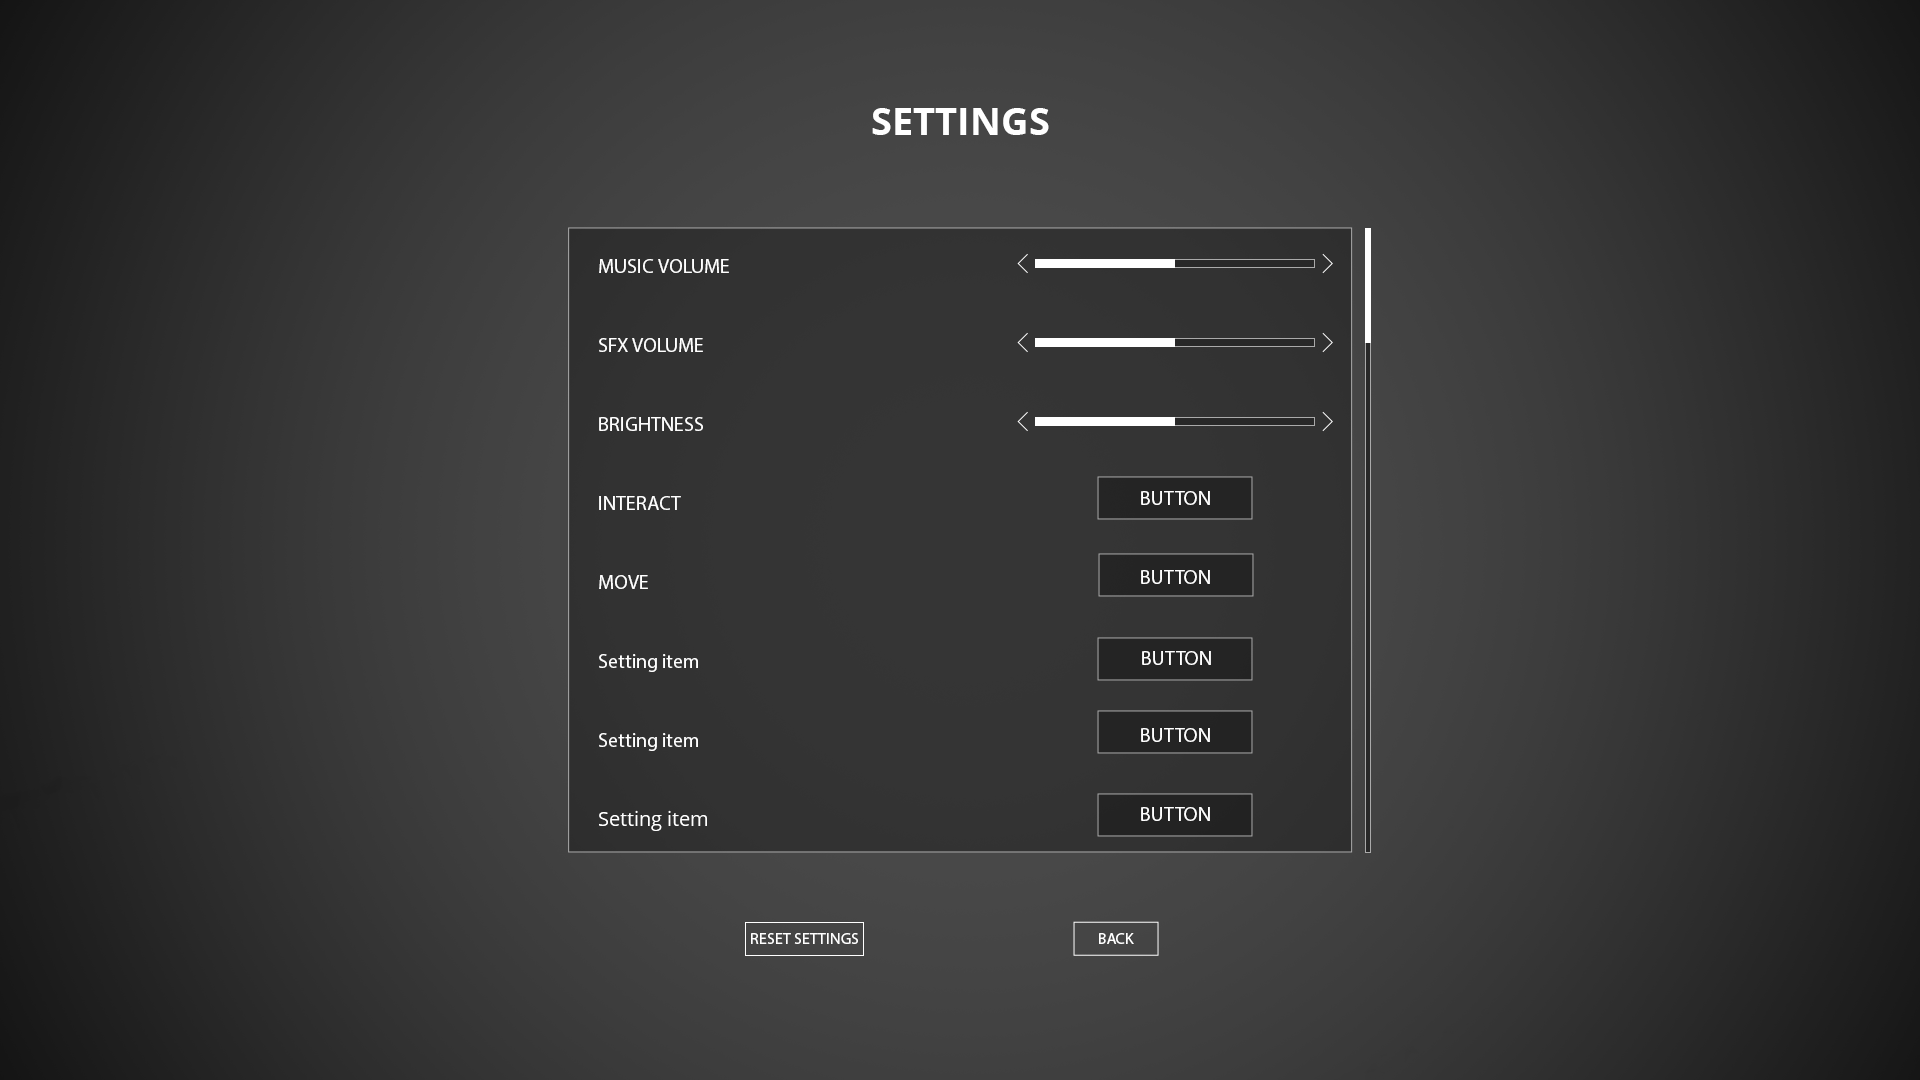 SETTINGS
MUSIC VOLUME
SFX VOLUME
BRIGHTNESS
INTERACT BUTTON
MOVE BUTTON
Setting item BUTTON
Setting item BUTTON
Setting item BUTTON
RESET SETTINGS BACK